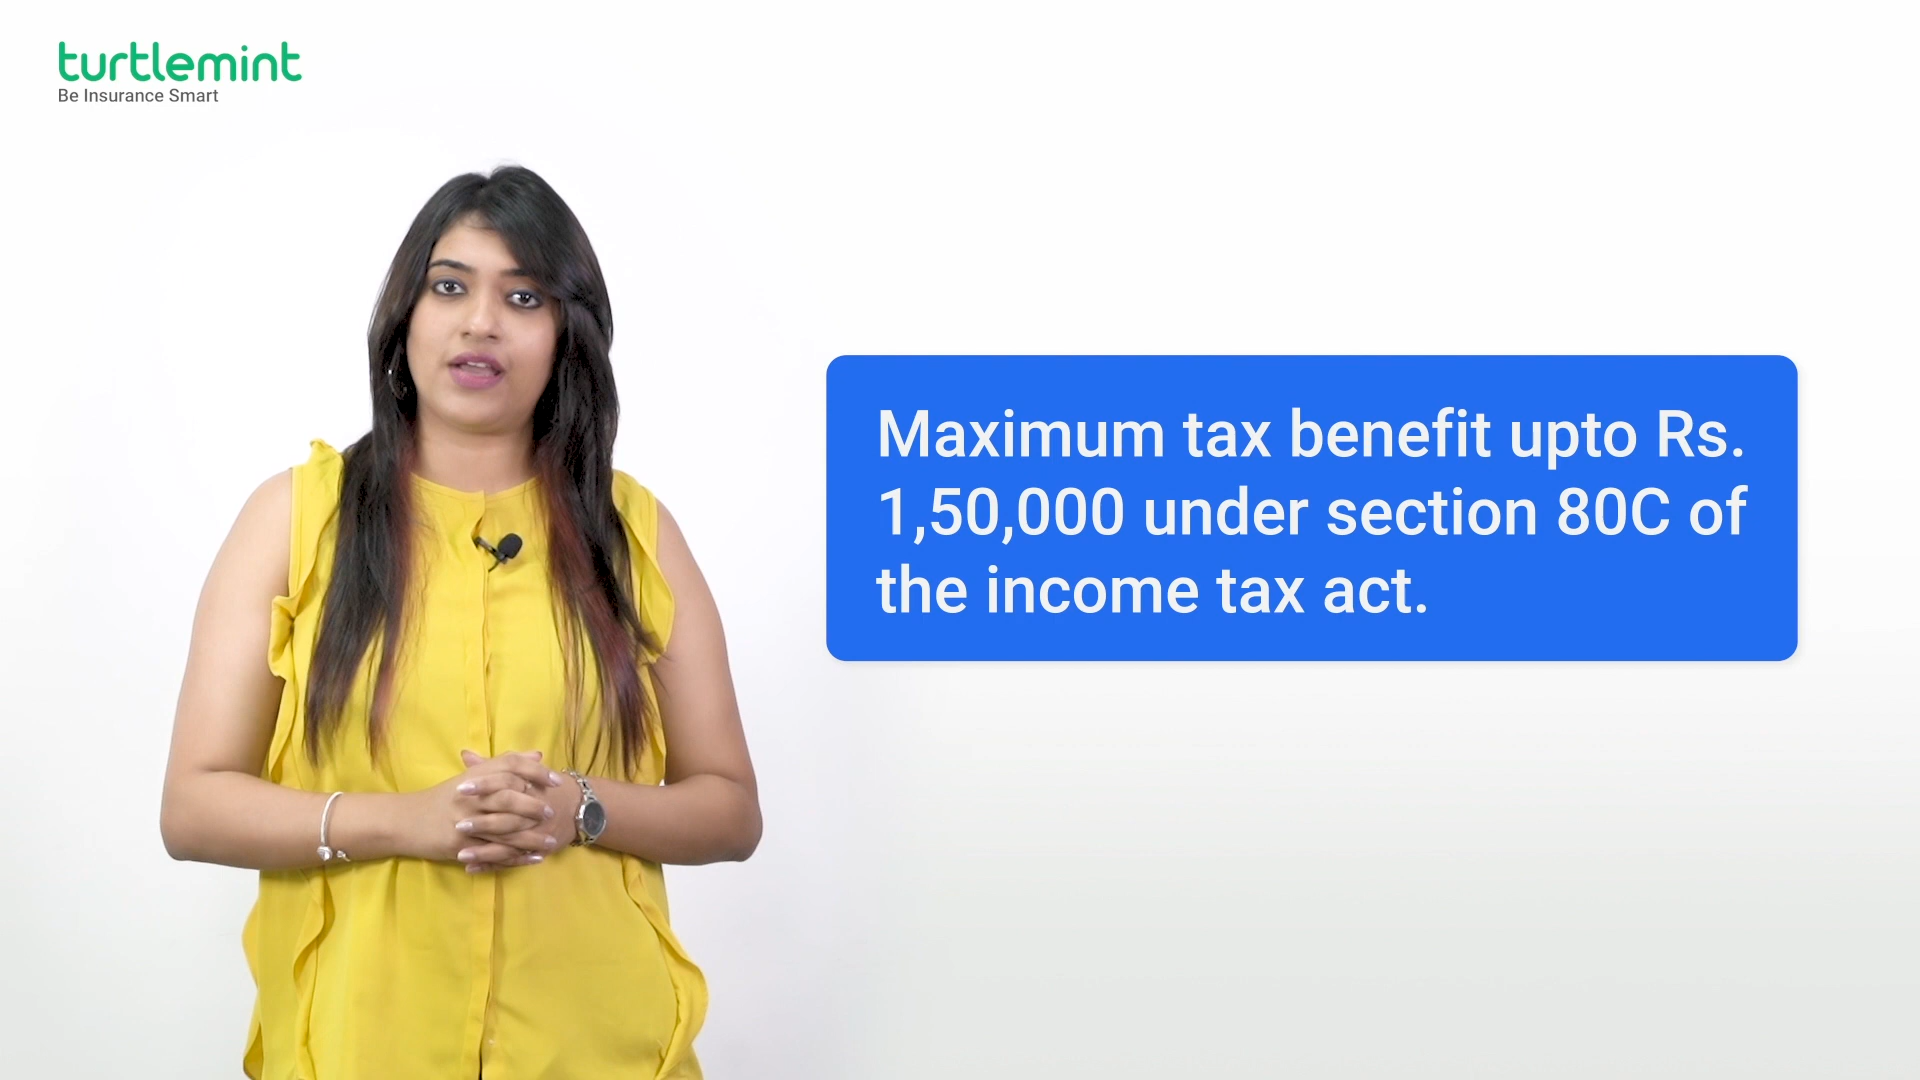 turtlemint
Be Insurance Smart
Maximum tax benefit upto Rs.
1,50,000 under section 80C of
the income tax act.